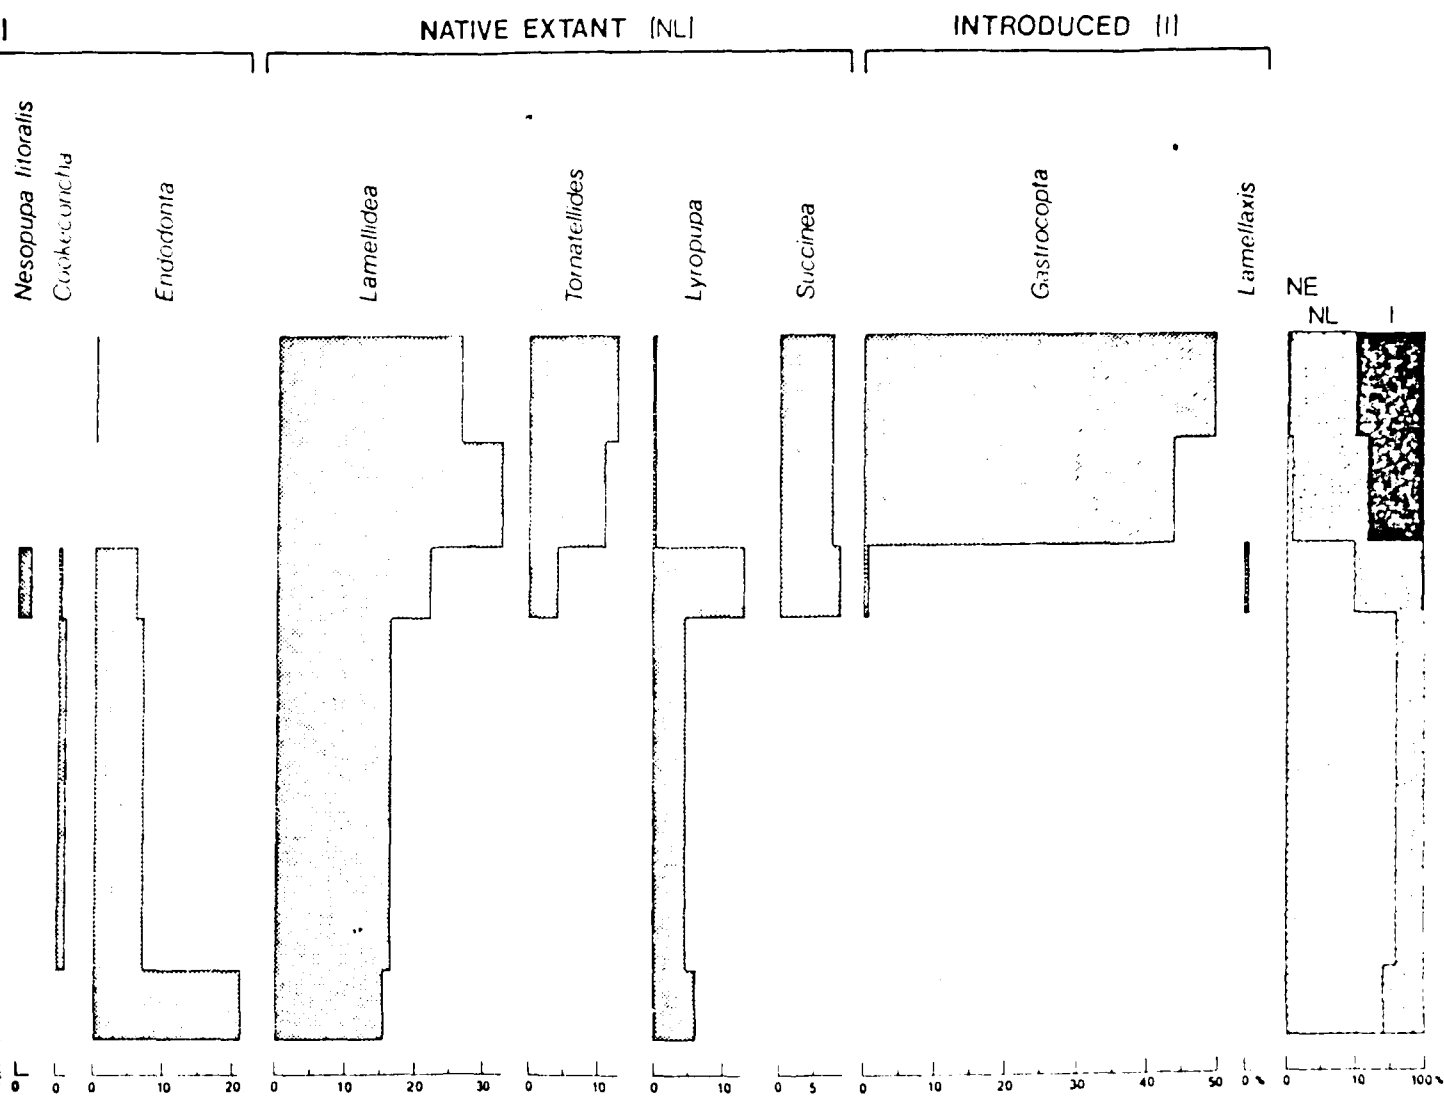 ] NATIVE EXTANT [NL] INTRODUCED [I]
Nesopupa litoralis
Cookeconcha
Endodonta
Lamellidea
Tornatellides
Lyropupa
Succinea
Gastrocopta
Lamellaxis
NE
NL I
0 0 0 10 20 0 10 20 30 0 10 0 10 0 5 0 10 20 30 40 50 0 % 0 10 100 %